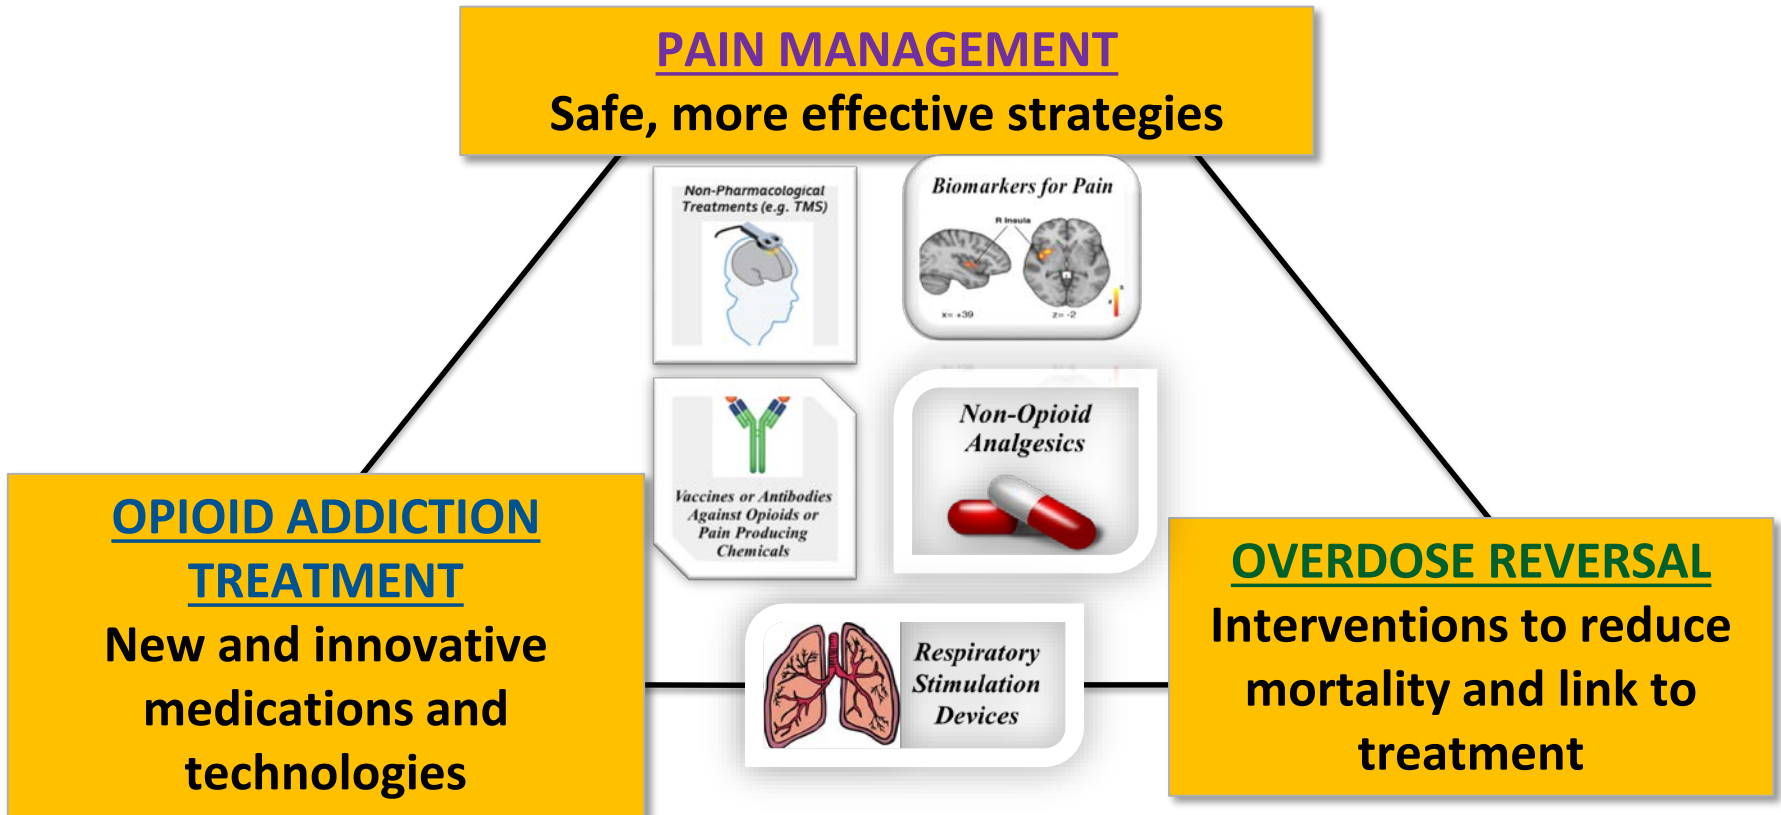 PAIN MANAGEMENT
Safe, more effective strategies
Non-Pharmacological
Treatments (e.g. TMS)
Biomarkers for Pain
R Insula
x= +39
z= -2
Vaccines or Antibodies
Against Opioids or
Pain Producing
Chemicals
Non-Opioid
Analgesics
OPIOID ADDICTION
TREATMENT
New and innovative
medications and
technologies
Respiratory
Stimulation
Devices
OVERDOSE REVERSAL
Interventions to reduce
mortality and link to
treatment